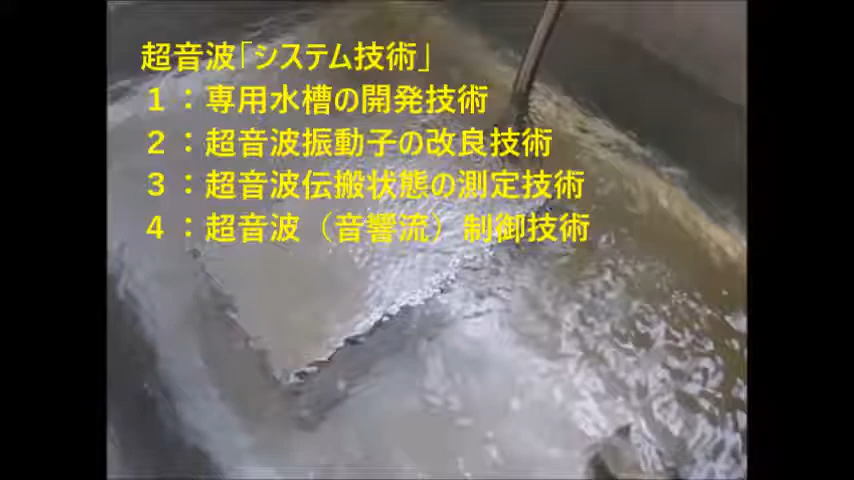 超音波「システム技術」
１：専用水槽の開発技術
２：超音波振動子の改良技術
３：超音波伝搬状態の測定技術
４：超音波（音響流）制御技術